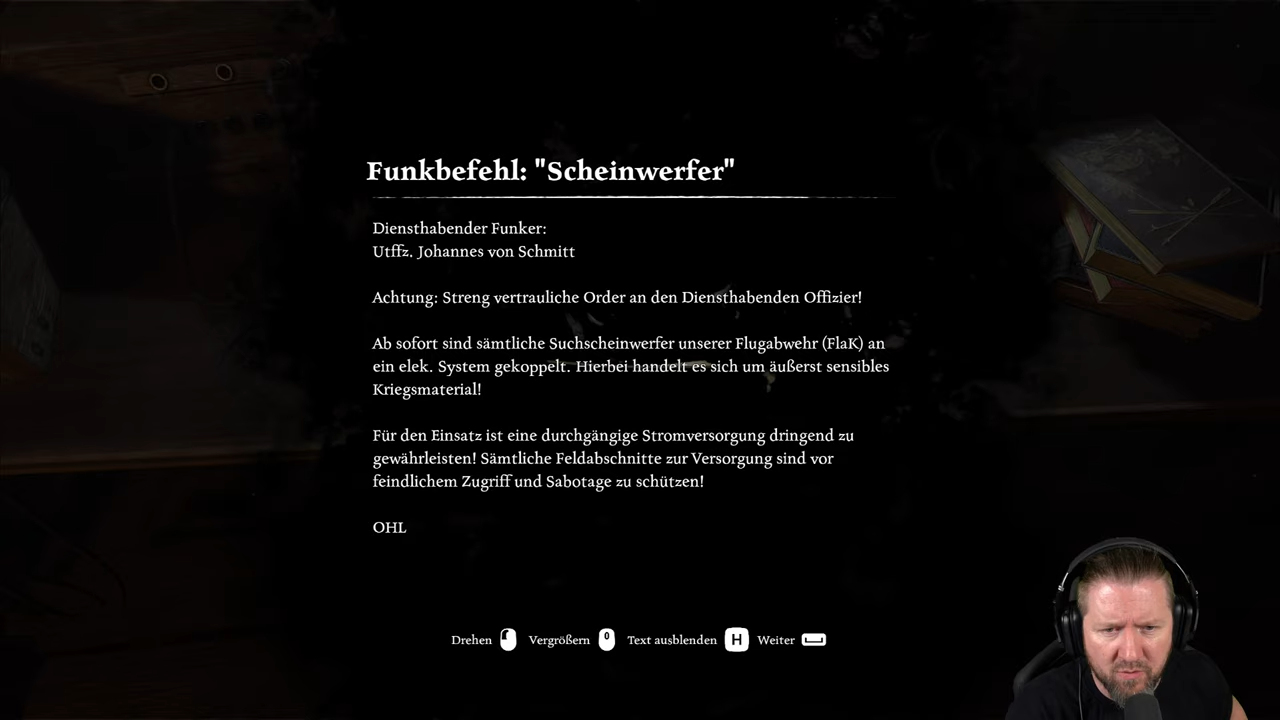 Funkbefehl: "Scheinwerfer"
Diensthabender Funker:
Utffz. Johannes von Schmitt
Achtung: Streng vertrauliche Order an den Diensthabenden Offizier!
Ab sofort sind sämtliche Suchscheinwerfer unserer Flugabwehr (FlaK) an
ein elek. System gekoppelt. Hierbei handelt es sich um äußerst sensibles
Kriegsmaterial!
Für den Einsatz ist eine durchgängige Stromversorgung dringend zu
gewährleisten! Sämtliche Feldabschnitte zur Versorgung sind vor
feindlichem Zugriff und Sabotage zu schützen!
OHL
Drehen Vergrößern 0 Text ausblenden H Weiter